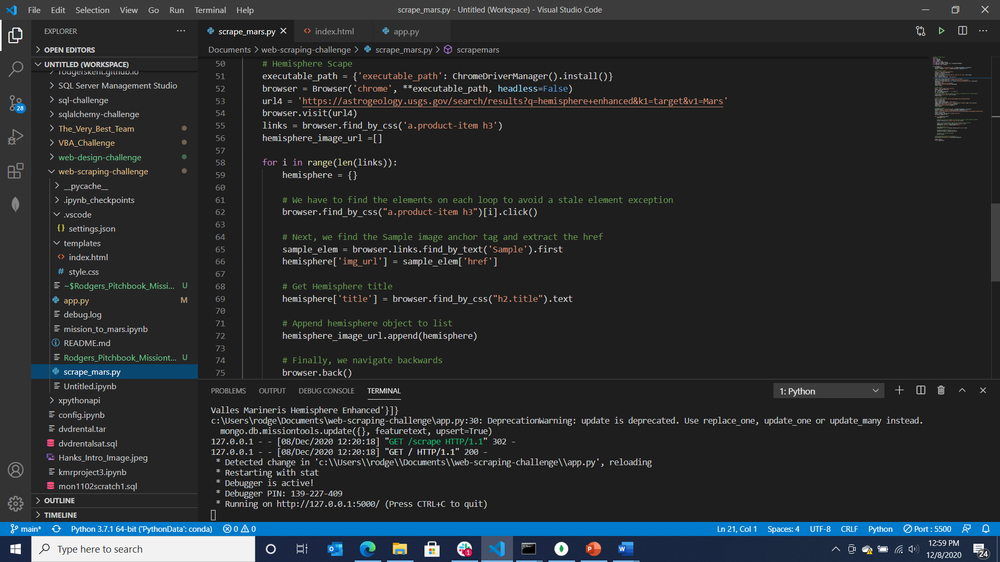 File Edit Selection View Go Run Terminal Help
scrape_mars.py - Untitled (Workspace) - Visual Studio Code
EXPLORER
OPEN EDITORS
UNTITLED (WORKSPACE)
rodgerskent.github.io
SQL Server Management Studio
sql-challenge
sqlalchemy-challenge
The_Very_Best_Team
VBA_Challenge
web-design-challenge
web-scraping-challenge
__pycache__
.ipynb_checkpoints
.vscode
settings.json
templates
index.html
style.css
~$Rodgers_Pitchbook_Missi... U
app.py M
debug.log
mission_to_mars.ipynb
README.md
Rodgers_Pitchbook_Missiont... U
scrape_mars.py
Untitled.ipynb
xpythonapi
config.ipynb
dvdrental.tar
dvdrentalsat.sql
Hanks_Intro_Image.jpeg
kmrproject3.ipynb
mon1102scratch1.sql
OUTLINE
TIMELINE
28
scrape_mars.py index.html app.py
Documents > web-scraping-challenge > scrape_mars.py > scrapemars
50 # Hemisphere Scape
51 executable_path = {'executable_path': ChromeDriverManager().install()}
52 browser = Browser('chrome', **executable_path, headless=False)
53 url4 = 'https://astrogeology.usgs.gov/search/results?q=hemisphere+enhanced&k1=target&v1=Mars'
54 browser.visit(url4)
55 links = browser.find_by_css('a.product-item h3')
56 hemisphere_image_url =[]
57
58 for i in range(len(links)):
59 hemisphere = {}
60
61 # We have to find the elements on each loop to avoid a stale element exception
62 browser.find_by_css("a.product-item h3")[i].click()
63
64 # Next, we find the Sample image anchor tag and extract the href
65 sample_elem = browser.links.find_by_text('Sample').first
66 hemisphere['img_url'] = sample_elem['href']
67
68 # Get Hemisphere title
69 hemisphere['title'] = browser.find_by_css("h2.title").text
70
71 # Append hemisphere object to list
72 hemisphere_image_url.append(hemisphere)
73
74 # Finally, we navigate backwards
75 browser.back()
PROBLEMS OUTPUT DEBUG CONSOLE TERMINAL
1: Python
Valles Marineris Hemisphere Enhanced'}]}
c:\Users\rodge\Documents\web-scraping-challenge\app.py:30: DeprecationWarning: update is deprecated. Use replace_one, update_one or update_many instead.
mongo.db.missiontools.update({}, featuretext, upsert=True)
127.0.0.1 - - [08/Dec/2020 12:20:18] "GET /scrape HTTP/1.1" 302 -
127.0.0.1 - - [08/Dec/2020 12:20:18] "GET / HTTP/1.1" 200 -
* Detected change in 'c:\\Users\\rodge\\Documents\\web-scraping-challenge\\app.py', reloading
* Restarting with stat
* Debugger is active!
* Debugger PIN: 139-227-409
* Running on http://127.0.0.1:5000/ (Press CTRL+C to quit)
main* Python 3.7.1 64-bit ('PythonData': conda) 0 0
Ln 21, Col 1 Spaces: 4 UTF-8 CRLF Python Port : 5500
Type here to search
1
12:59 PM
12/8/2020
24